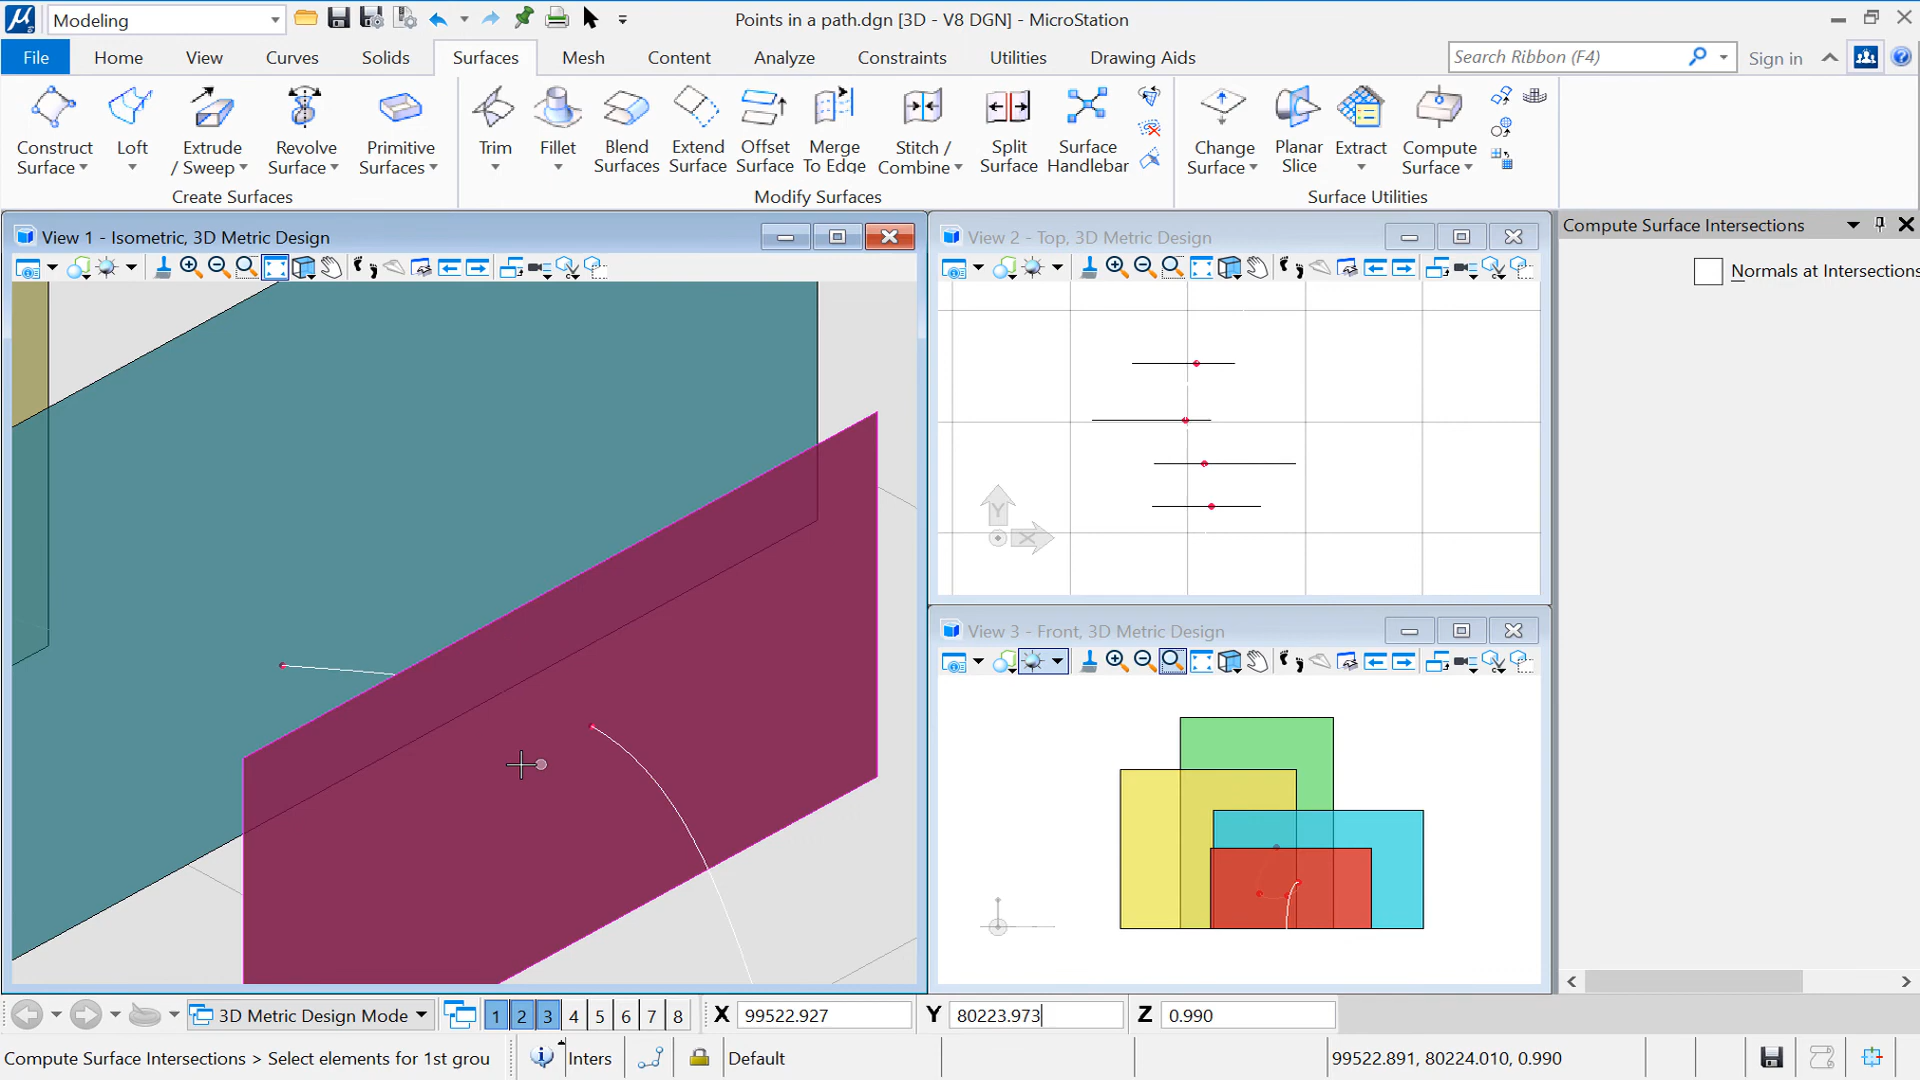 Modeling
Points in a path.dgn [3D - V8 DGN] - MicroStation
File
Home
View
Curves
Solids
Surfaces
Mesh
Content
Analyze
Constraints
Utilities
Drawing Aids
Search Ribbon (F4)
Sign in
Construct Surface
Loft
Extrude / Sweep
Revolve Surface
Primitive Surfaces
Trim
Fillet
Blend Surfaces
Extend Surface
Offset Surface
Merge To Edge
Stitch / Combine
Split Surface
Surface Handlebar
Change Surface
Planar Slice
Extract
Compute Surface
Create Surfaces
Modify Surfaces
Surface Utilities
View 1 - Isometric, 3D Metric Design
View 2 - Top, 3D Metric Design
Compute Surface Intersections
Normals at Intersections
Y
X
View 3 - Front, 3D Metric Design
3D Metric Design Mode
1 2 3 4 5 6 7 8
X 99522.927
Y 80223.973
Z 0.990
Compute Surface Intersections > Select elements for 1st grou
Inters
Default
99522.891, 80224.010, 0.990